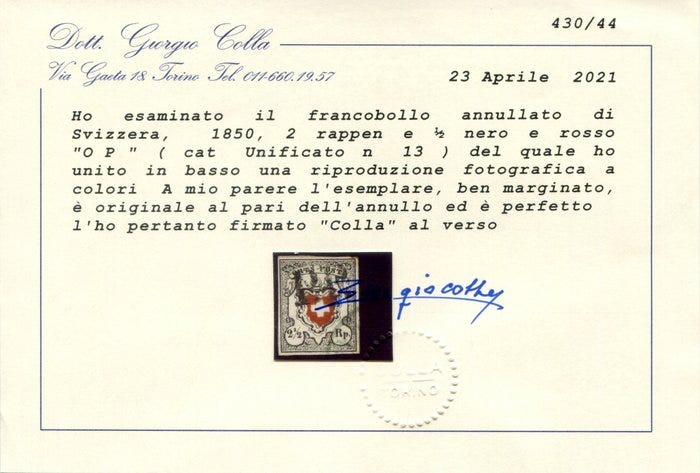 430/44
Dott. Giorgio Colla
Via Gaeta 18 Torino Tel. 011-660.19.57
23 Aprile 2021
Ho esaminato il francobollo annullato di
Svizzera, 1850, 2 rappen e ½ nero e rosso
"O P " ( cat Unificato n 13 ) del quale ho
unito in basso una riproduzione fotografica a
colori A mio parere l'esemplare, ben marginato,
è originale al pari dell'annullo ed è perfetto
l'ho pertanto firmato "Colla" al verso
2½ Rp.
TORINO